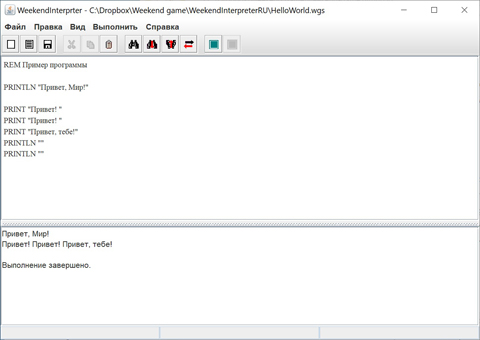 WeekendInterprter - C:\Dropbox\Weekend game\WeekendInterpreterRU\HelloWorld.wgs
Файл Правка Вид Выполнить Справка
REM Пример программы
PRINTLN "Привет, Мир!"
PRINT "Привет! "
PRINT "Привет! "
PRINT "Привет, тебе!"
PRINTLN ""
PRINTLN ""
Привет, Мир!
Привет! Привет! Привет, тебе!
Выполнение завершено.